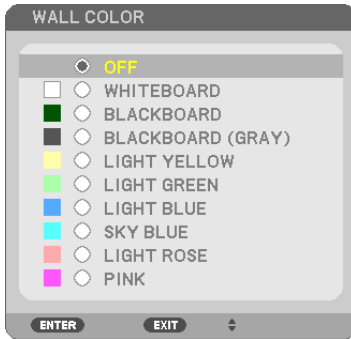 WALL COLOR
OFF
WHITEBOARD
BLACKBOARD
BLACKBOARD (GRAY)
LIGHT YELLOW
LIGHT GREEN
LIGHT BLUE
SKY BLUE
LIGHT ROSE
PINK
ENTER EXIT